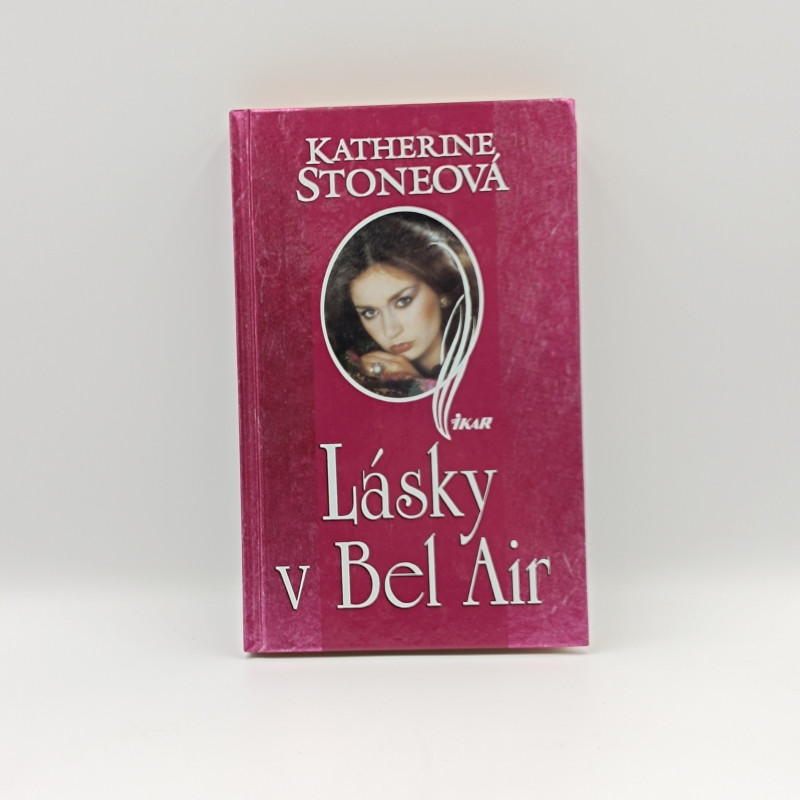 KATHERINE
STONEOVÁ
IKAR
Lásky
v Bel Air